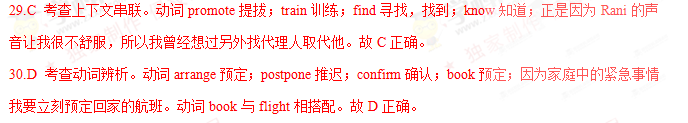 29.C 考查上下文串联。动词 promote 提拔；train 训练；find 寻找，找到；know 知道；正是因为 Rani 的声
音让我很不舒服，所以我曾经想过另外找代理人取代他。故 C 正确。
30.D 考查动词辨析。动词 arrange 预定；postpone 推迟；confirm 确认；book 预定；因为家庭中的紧急事情
我要立刻预定回家的航班。动词 book 与 flight 相搭配。故 D 正确。